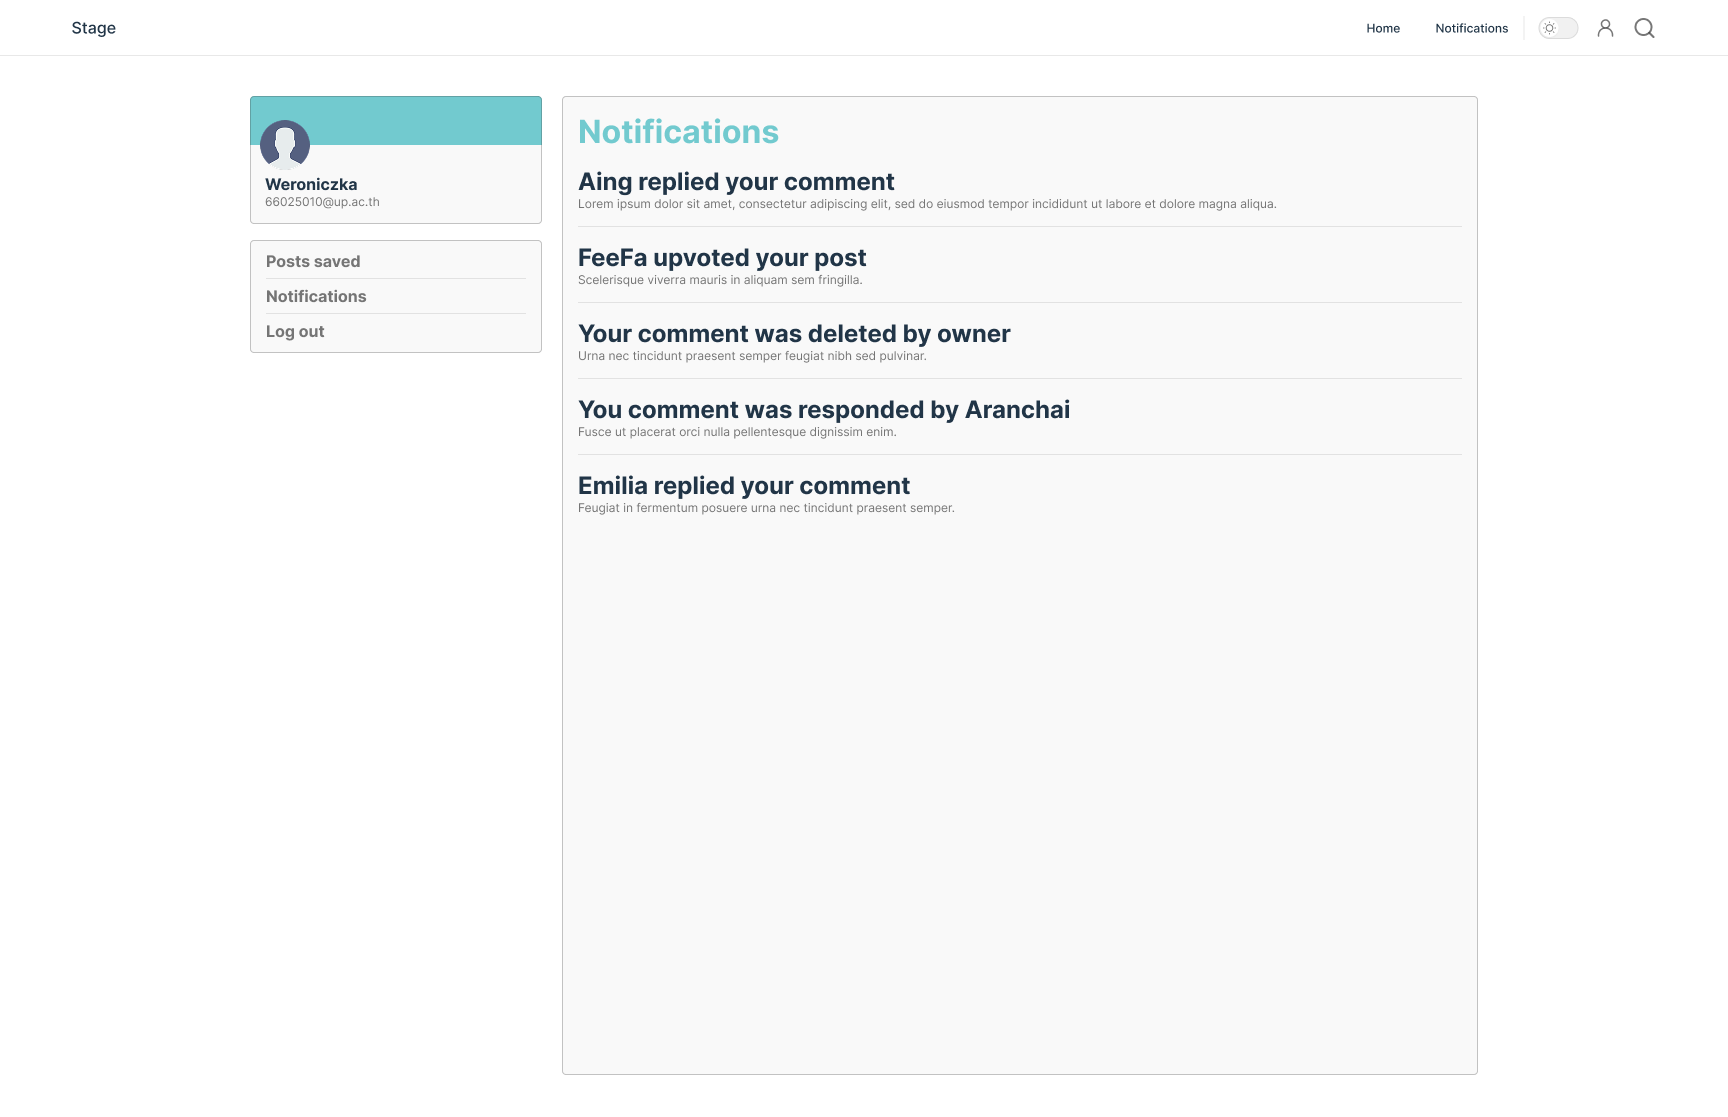 Stage
Home
Notifications
Weroniczka
66025010@up.ac.th
Posts saved
Notifications
Log out
Notifications
Aing replied your comment
Lorem ipsum dolor sit amet, consectetur adipiscing elit, sed do eiusmod tempor incididunt ut labore et dolore magna aliqua.
FeeFa upvoted your post
Scelerisque viverra mauris in aliquam sem fringilla.
Your comment was deleted by owner
Urna nec tincidunt praesent semper feugiat nibh sed pulvinar.
You comment was responded by Aranchai
Fusce ut placerat orci nulla pellentesque dignissim enim.
Emilia replied your comment
Feugiat in fermentum posuere urna nec tincidunt praesent semper.